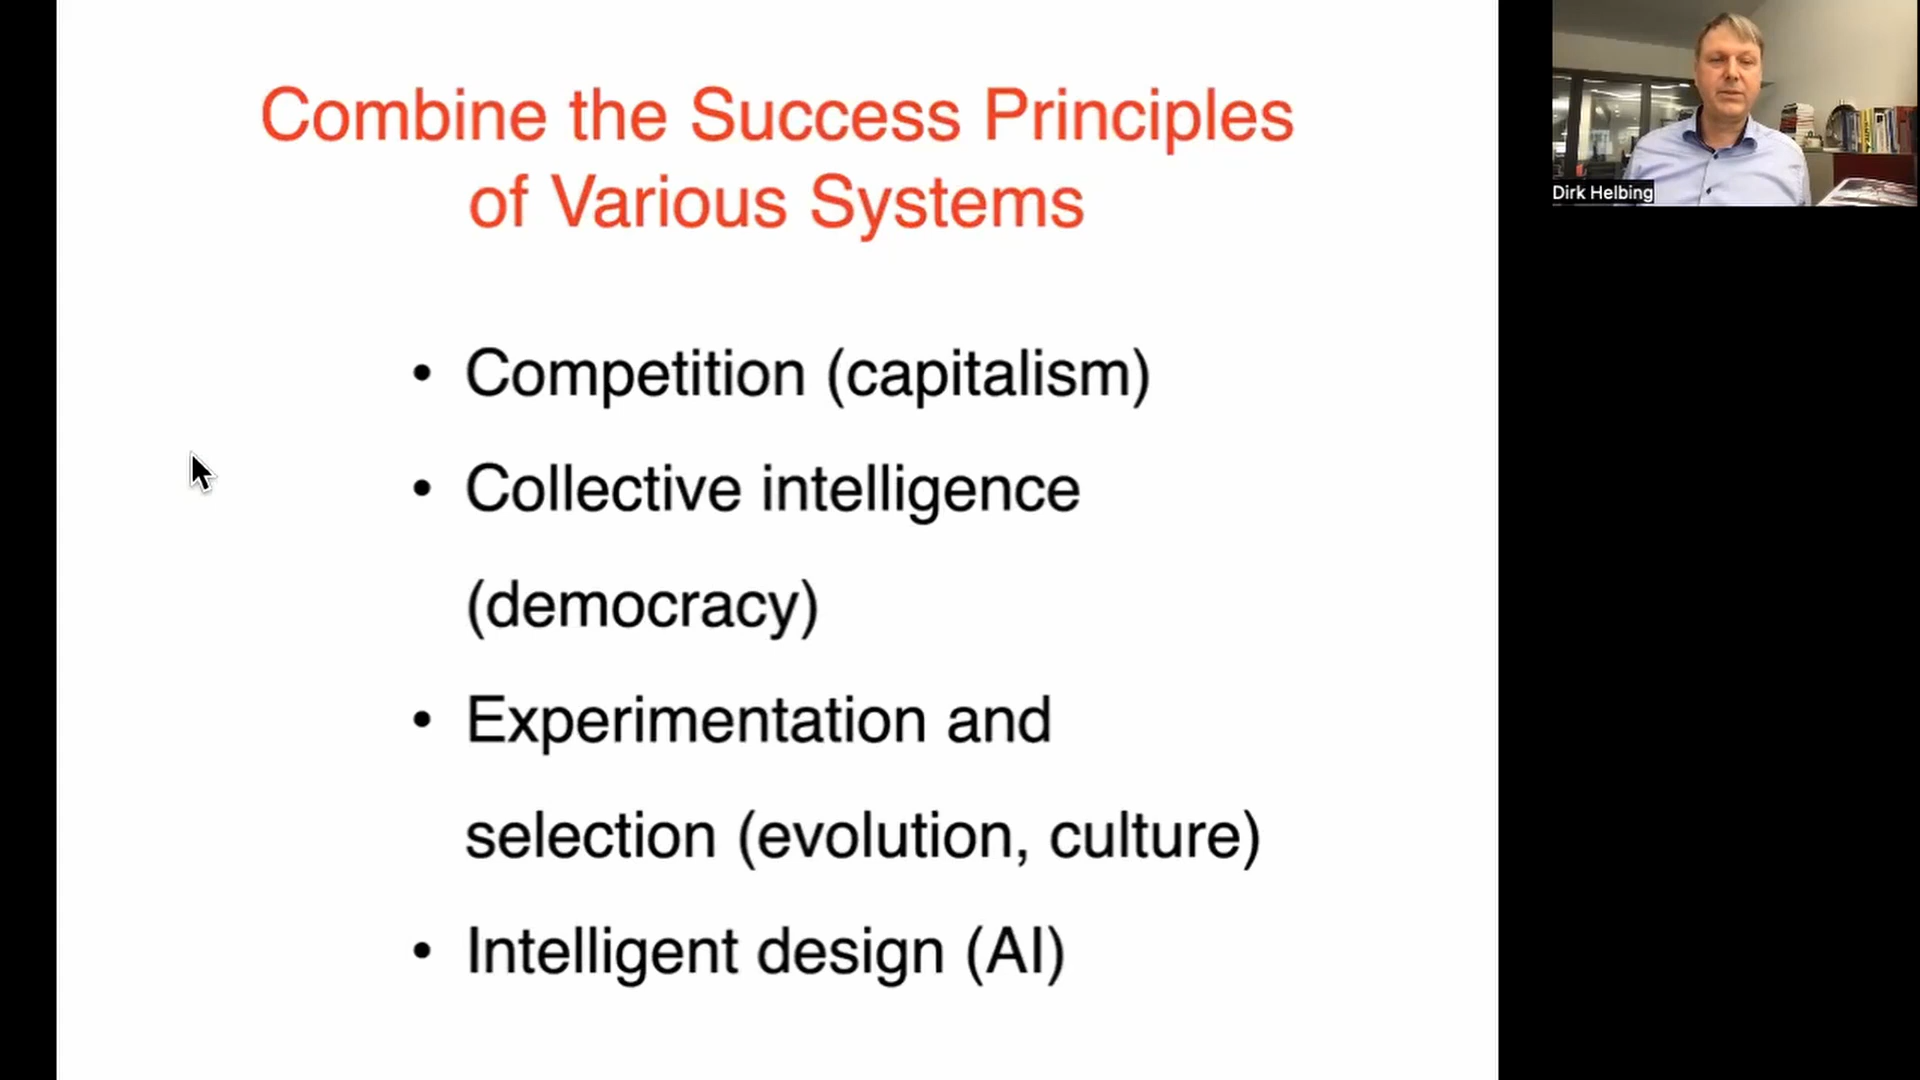 Combine the Success Principles
of Various Systems
• Competition (capitalism)
• Collective intelligence
(democracy)
• Experimentation and
selection (evolution, culture)
• Intelligent design (AI)
Dirk Helbing